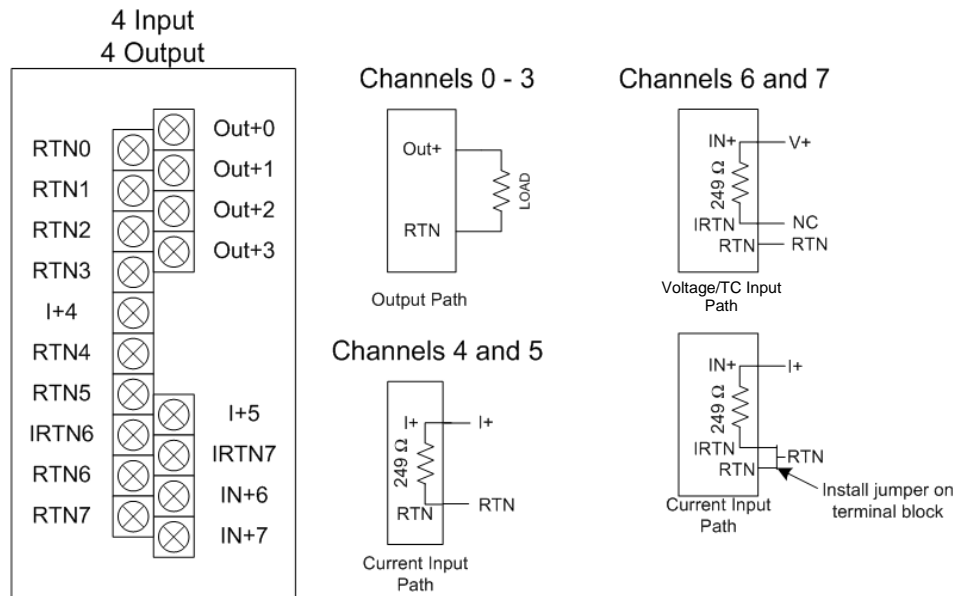 4 Input
4 Output
RTN0
RTN1
RTN2
RTN3
I+4
RTN4
RTN5
IRTN6
RTN6
RTN7
Out+0
Out+1
Out+2
Out+3
I+5
IRTN7
IN+6
IN+7
Channels 0 - 3
Out+
RTN
LOAD
Output Path
Channels 4 and 5
I+
I+
249 Ω
RTN
RTN
Current Input
Path
Channels 6 and 7
IN+
V+
249 Ω
IRTN
NC
RTN
RTN
Voltage/TC Input
Path
IN+
I+
249 Ω
IRTN
RTN
RTN
Install jumper on
terminal block
Current Input
Path